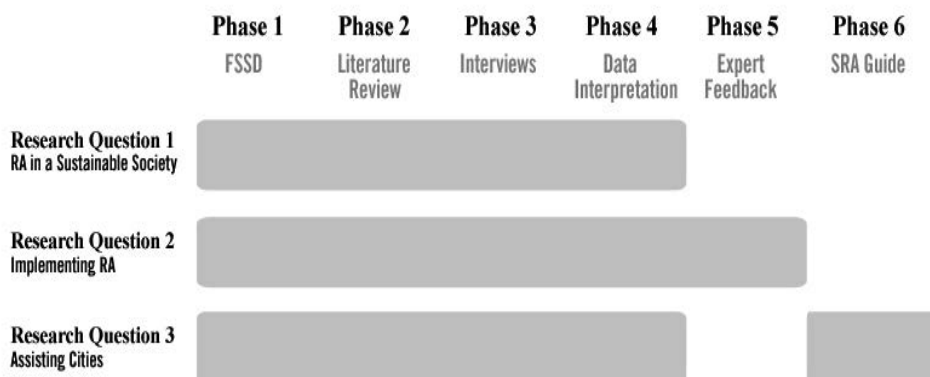 Phase 1 Phase 2 Phase 3 Phase 4 Phase 5 Phase 6
FSSD Literature Interviews Data Expert SRA Guide
Review Interpretation Feedback
Research Question 1
RA in a Sustainable Society
Research Question 2
Implementing RA
Research Question 3
Assisting Cities